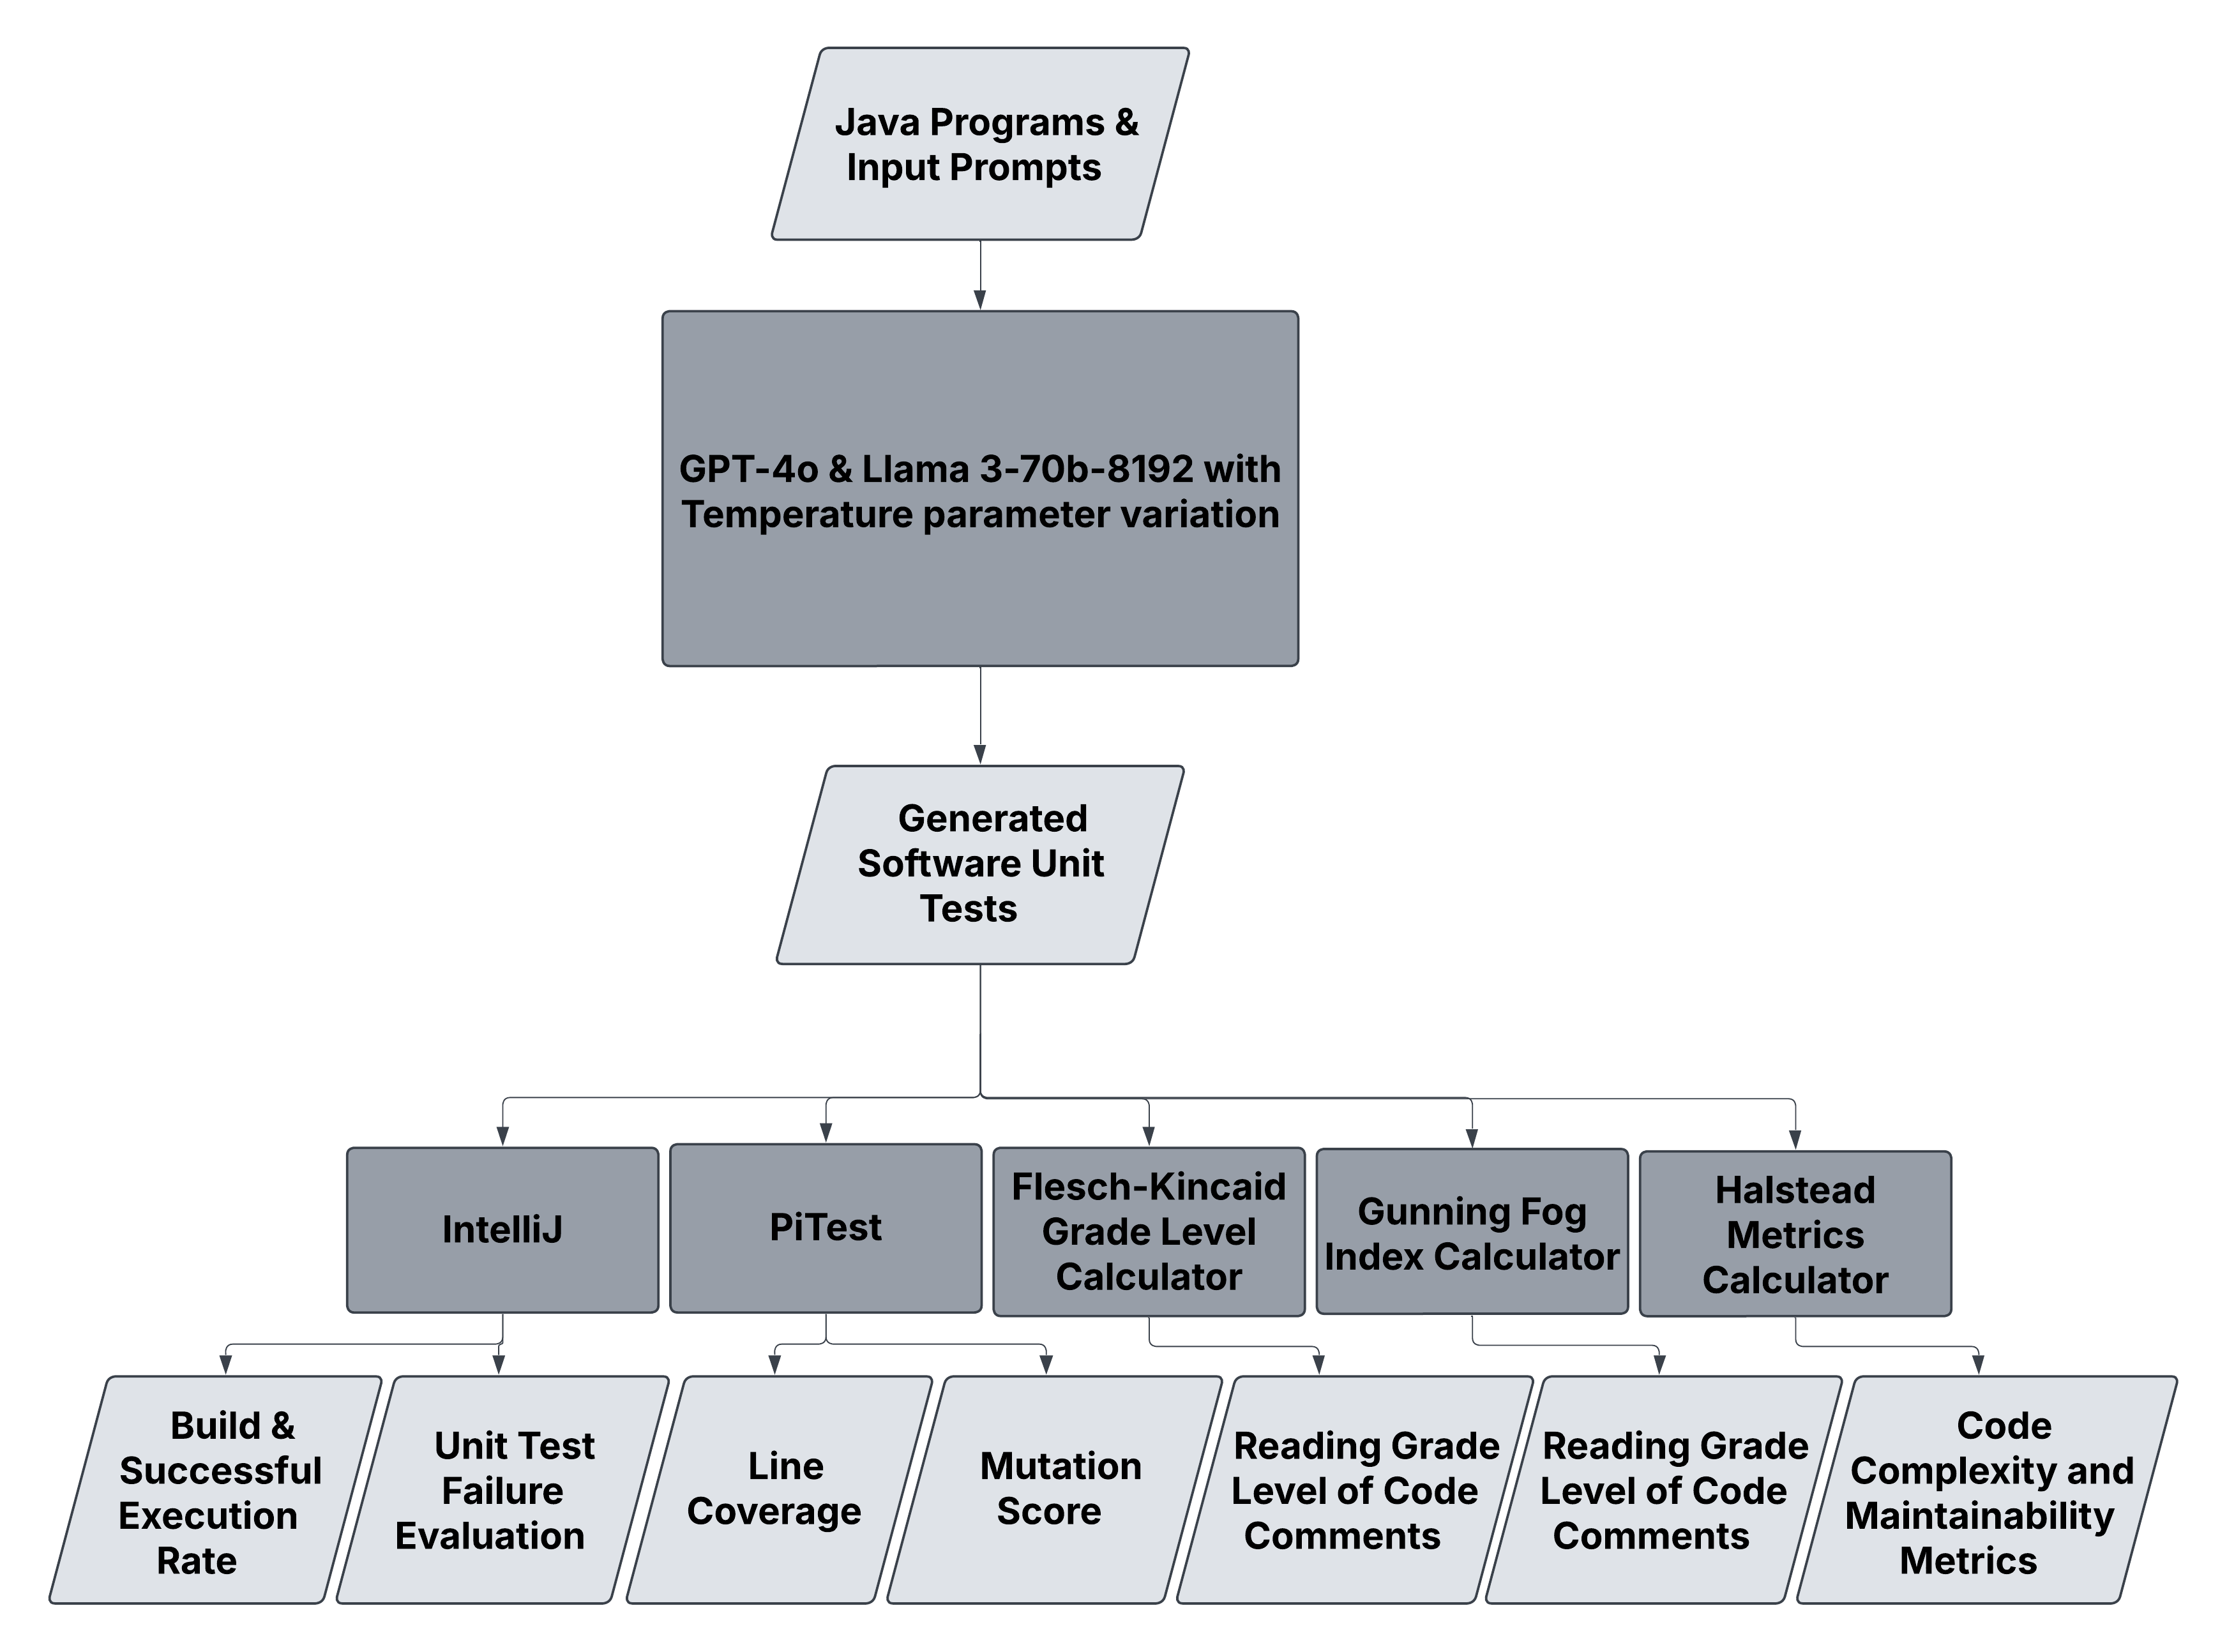 Java Programs &
Input Prompts
GPT-4o & Llama 3-70b-8192 with
Temperature parameter variation
Generated
Software Unit
Tests
IntelliJ
PiTest
Flesch-Kincaid
Grade Level
Calculator
Gunning Fog
Index Calculator
Halstead
Metrics
Calculator
Build &
Successful
Execution
Rate
Unit Test
Failure
Evaluation
Line
Coverage
Mutation
Score
Reading Grade
Level of Code
Comments
Reading Grade
Level of Code
Comments
Code
Complexity and
Maintainability
Metrics